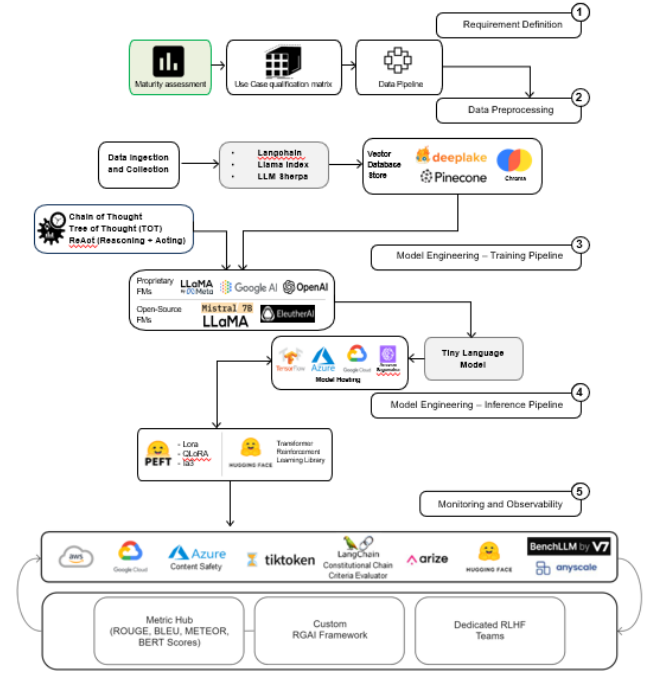 1
Requirement Definition
Maturity assessment
Use Case qualification matrix
Data Pipeline
2
Data Preprocessing
Data Ingestion
and Collection
• Langchain
• Llama Index
• LLM Sherpa
Vector
Database
Store
deeplake
Pinecone
Chroma
Chain of Thought
Tree of Thought (TOT)
ReAct (Reasoning + Acting)
3
Model Engineering – Training Pipeline
Proprietary
FMs
LLaMA
by Meta
Google AI
OpenAI
Open-Source
FMs
Mistral 7B
LLaMA
EleutherAI
TensorFlow
Azure
Google Cloud
Model Hosting
Tiny Language
Model
4
Model Engineering – Inference Pipeline
PEFT
- Lora
- QLoRA
- Ia3
HUGGING FACE
Transformer
Reinforcement
Learning Library
5
Monitoring and Observability
aws
Google Cloud
Azure
Content Safety
tiktoken
LangChain
Constitutional Chain
Criteria Evaluator
arize
HUGGING FACE
BenchLLM by V7
anyscale
Metric Hub
(ROUGE, BLEU, METEOR,
BERT Scores)
Custom
RGAI Framework
Dedicated RLHF
Teams